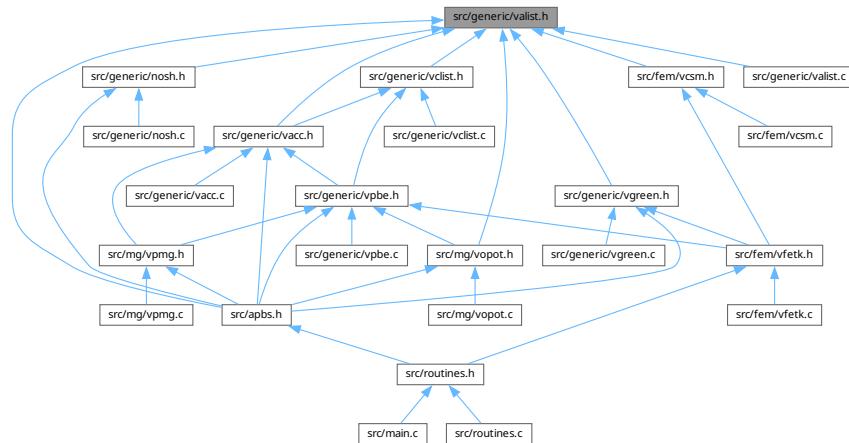 src/generic/valist.h
src/generic/nosh.h
src/generic/vclist.h
src/fem/vcsm.h
src/generic/valist.c
src/generic/nosh.c
src/generic/vacc.h
src/generic/vclist.c
src/fem/vcsm.c
src/generic/vacc.c
src/generic/vpbe.h
src/generic/vgreen.h
src/mg/vpmg.h
src/generic/vpbe.c
src/mg/vopot.h
src/generic/vgreen.c
src/fem/vfetk.h
src/mg/vpmg.c
src/apbs.h
src/mg/vopot.c
src/fem/vfetk.c
src/routines.h
src/main.c
src/routines.c